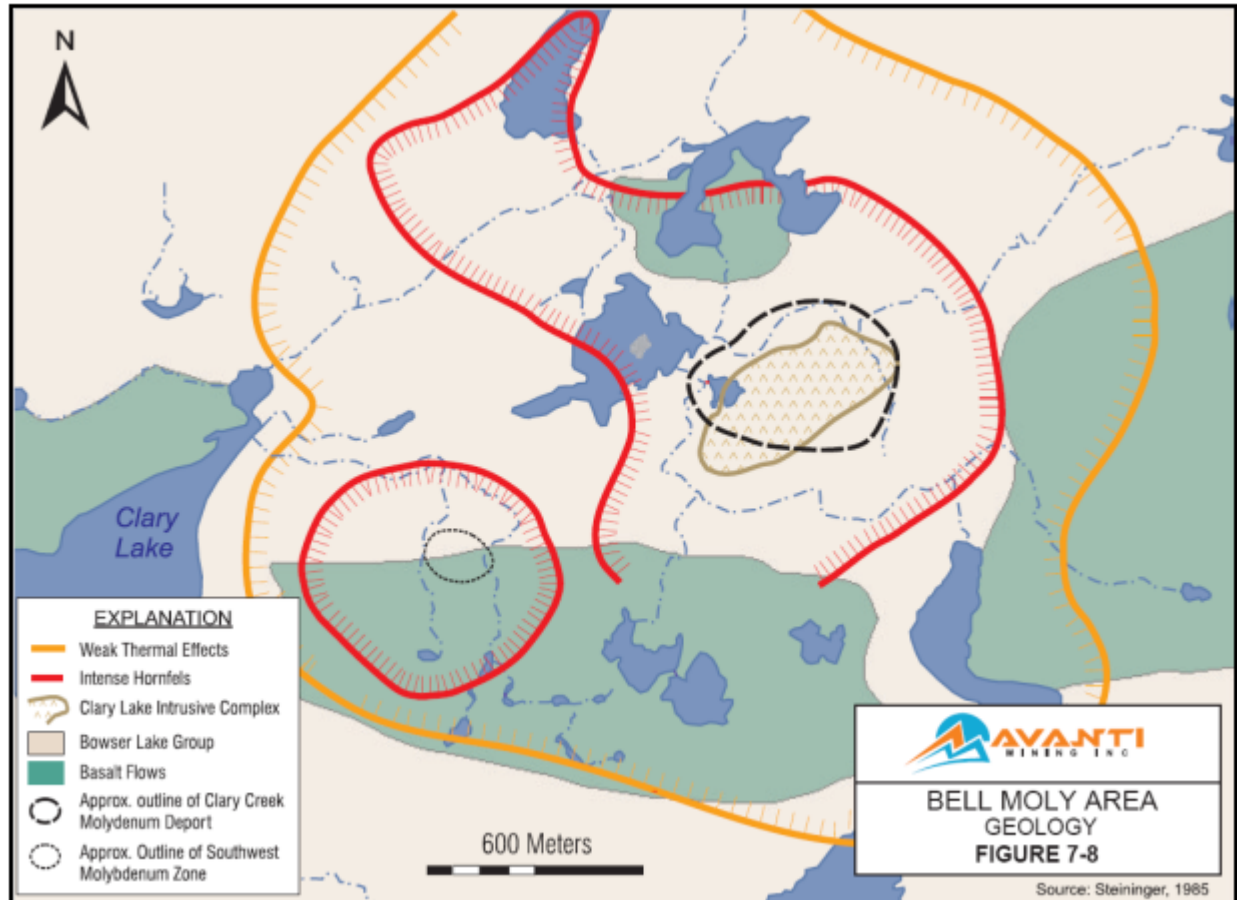 N
Clary
Lake
EXPLANATION
Weak Thermal Effects
Intense Hornfels
Clary Lake Intrusive Complex
Bowser Lake Group
Basalt Flows
Approx. outline of Clary Creek
Molydenum Deport
Approx. Outline of Southwest
Molybdenum Zone
600 Meters
AVANTI
MINING INC
BELL MOLY AREA
GEOLOGY
FIGURE 7-8
Source: Steininger, 1985